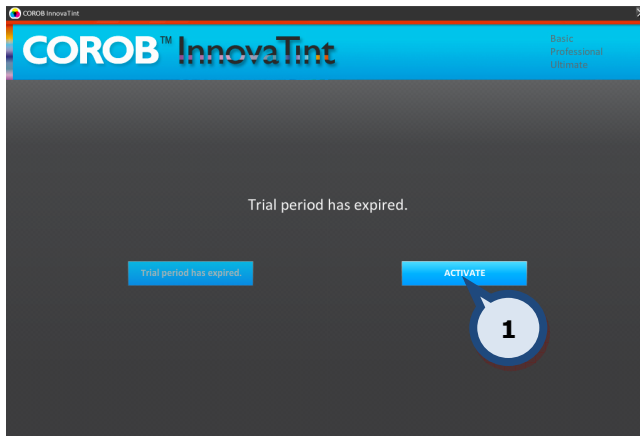 COROB InnovaTint
COROB™ InnovaTint
Basic
Professional
Ultimate
Trial period has expired.
Trial period has expired.
ACTIVATE
1